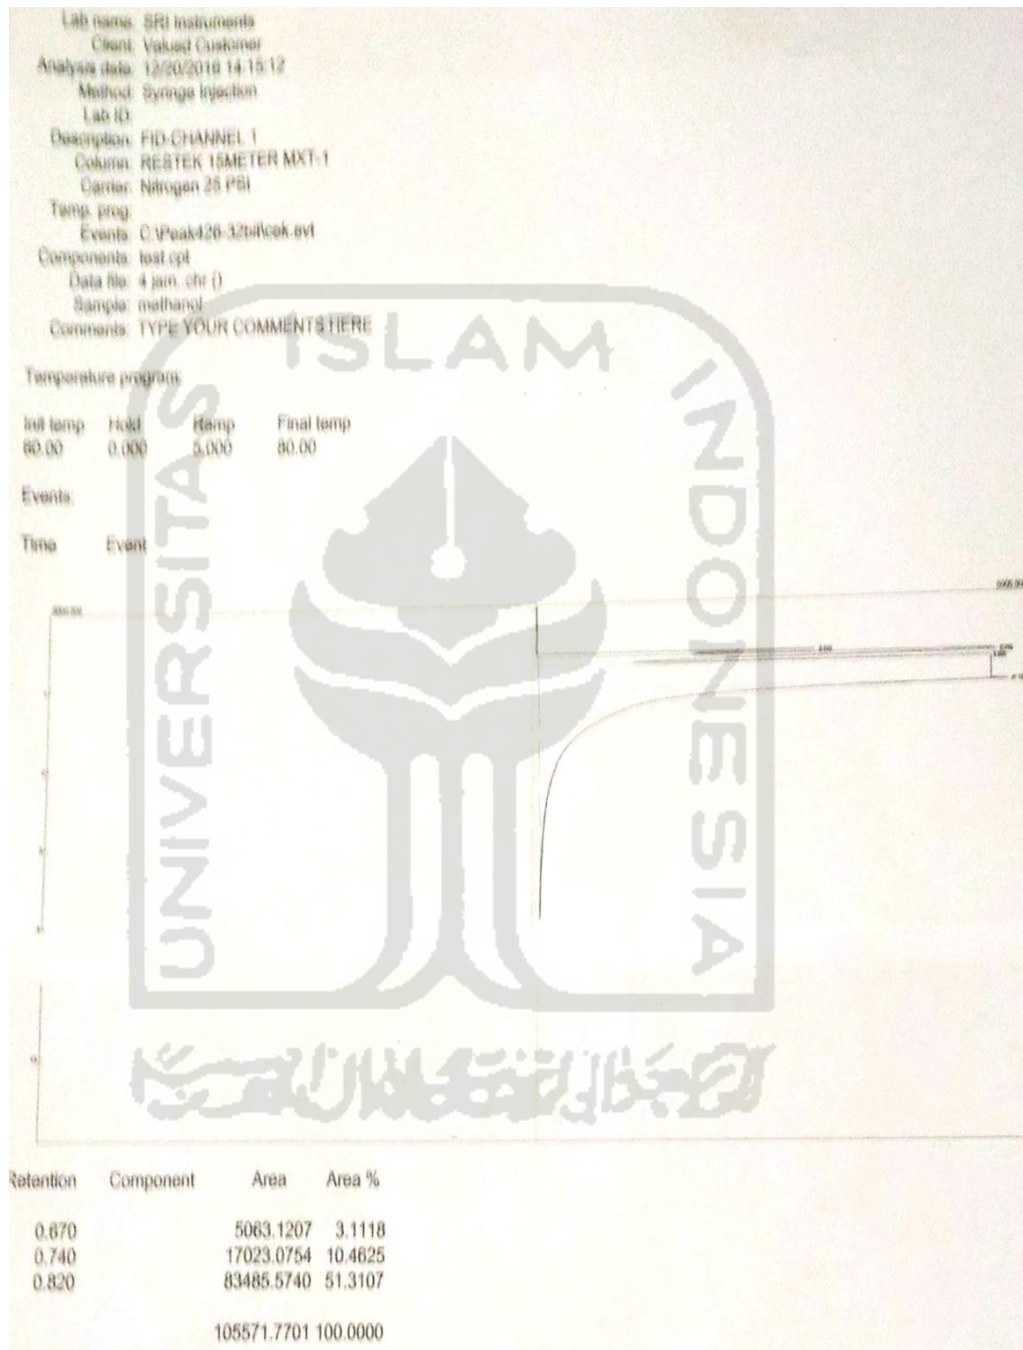 Lab name: SRI Instruments
Client: Valued Customer
Analysis date: 12/20/2016 14:15:12
Method: Syringe Injection
Lab ID:
Description: FID-CHANNEL 1
Column: RESTEK 15METER MXT-1
Carrier: Nitrogen 25 PSI
Temp. prog:
Events: C:\Peak426-32bit\cek.evt
Components: test.cpt
Data file: 4 jam. chr ()
Sample: methanol
Comments: TYPE YOUR COMMENTS HERE
Temperature program:
Init temp Hold Ramp Final temp
80.00 0.000 5.000 80.00
Events:
Time Event
Retention Component Area Area %
0.670 5063.1207 3.1118
0.740 17023.0754 10.4625
0.820 83485.5740 51.3107
105571.7701 100.0000
UNIVERSITAS
ISLAM
INDONESIA